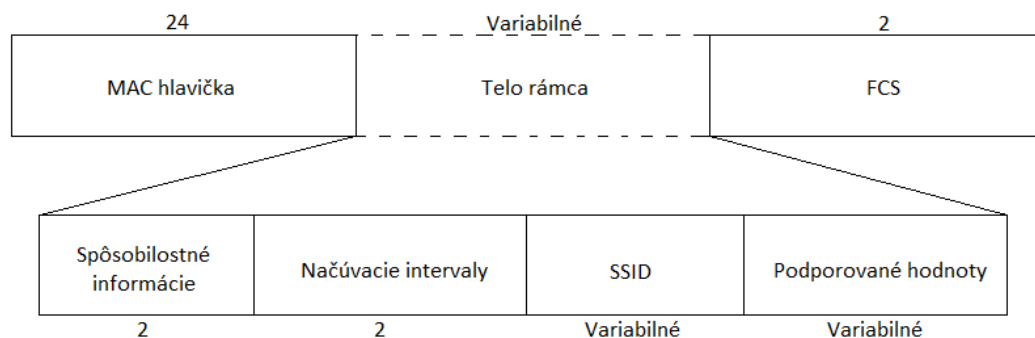 24
Variabilné
2
MAC hlavička
Telo rámca
FCS
Spôsobilostné
informácie
Načúvacie intervaly
SSID
Podporované hodnoty
2
2
Variabilné
Variabilné